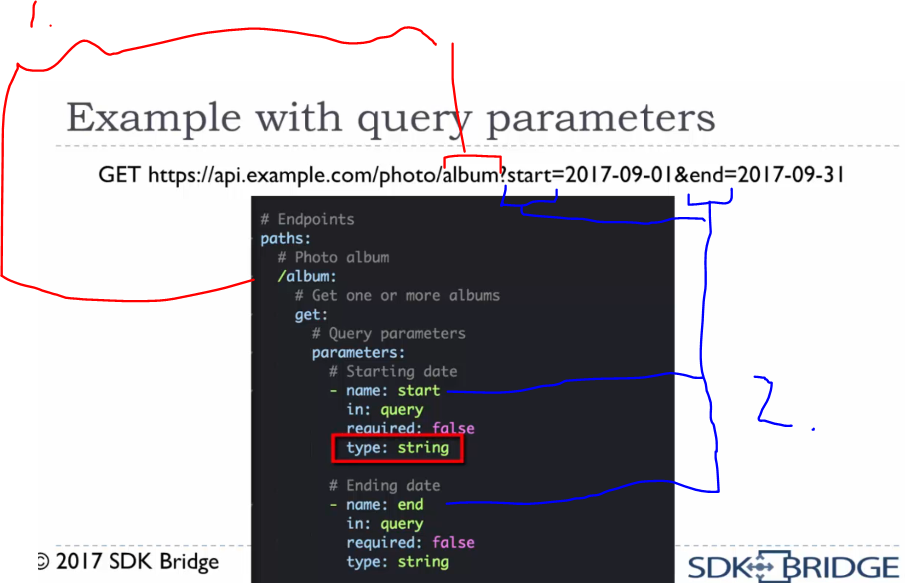 1.
Example with query parameters
GET https://api.example.com/photo/album?start=2017-09-01&end=2017-09-31
# Endpoints
paths:
# Photo album
/album:
# Get one or more albums
get:
# Query parameters
parameters:
# Starting date
- name: start
in: query
required: false
type: string
2.
# Ending date
- name: end
in: query
required: false
type: string
© 2017 SDK Bridge
SDK BRIDGE